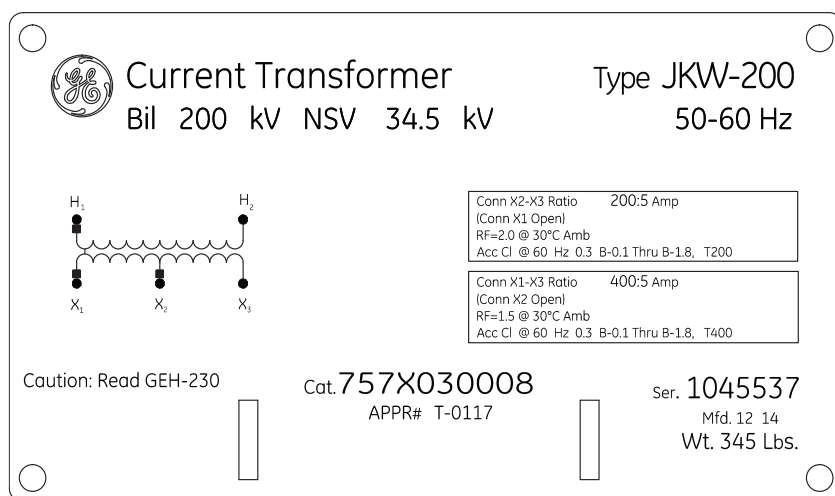 GE
Current Transformer
Type JKW-200
Bil 200 kV NSV 34.5 kV
50-60 Hz
H₁
H₂
X₁
X₂
X₃
Conn X2-X3 Ratio 200:5 Amp
(Conn X1 Open)
RF=2.0 @ 30°C Amb
Acc Cl @ 60 Hz 0.3 B-0.1 Thru B-1.8, T200
Conn X1-X3 Ratio 400:5 Amp
(Conn X2 Open)
RF=1.5 @ 30°C Amb
Acc Cl @ 60 Hz 0.3 B-0.1 Thru B-1.8, T400
Caution: Read GEH-230
Cat. 757X030008
APPR# T-0117
Ser. 1045537
Mfd. 12 14
Wt. 345 Lbs.